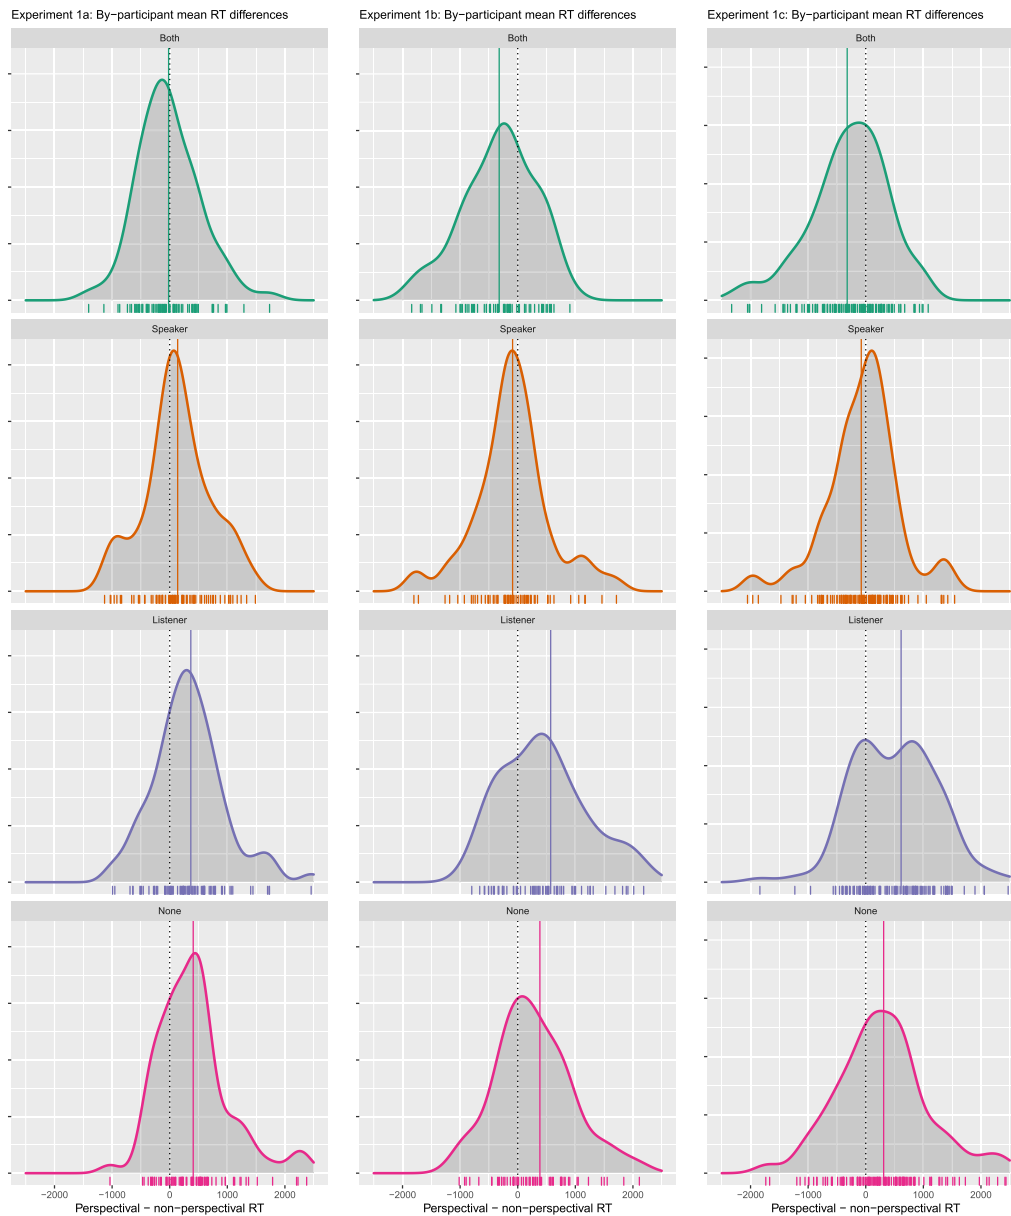 Experiment 1a: By−participant mean RT differences
Experiment 1b: By−participant mean RT differences
Experiment 1c: By−participant mean RT differences
Both
Both
Both
Speaker
Speaker
Speaker
Listener
Listener
Listener
None
None
None
−2000 −1000 0 1000 2000
−2000 −1000 0 1000 2000
−2000 −1000 0 1000 2000
Perspectival − non−perspectival RT
Perspectival − non−perspectival RT
Perspectival − non−perspectival RT